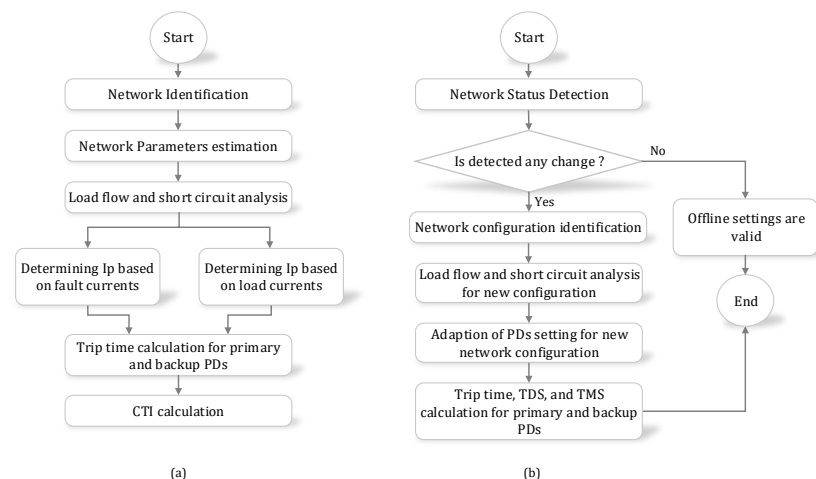 Start
Network Identification
Network Parameters estimation
Load flow and short circuit analysis
Determining Ip based
on fault currents
Determining Ip based
on load currents
Trip time calculation for primary
and backup PDs
CTI calculation
(a)
Start
Network Status Detection
Is detected any change ?
No
Yes
Offline settings are
valid
Network configuration identification
Load flow and short circuit analysis
for new configuration
End
Adaption of PDs setting for new
network configuration
Trip time, TDS, and TMS
calculation for primary and backup
PDs
(b)